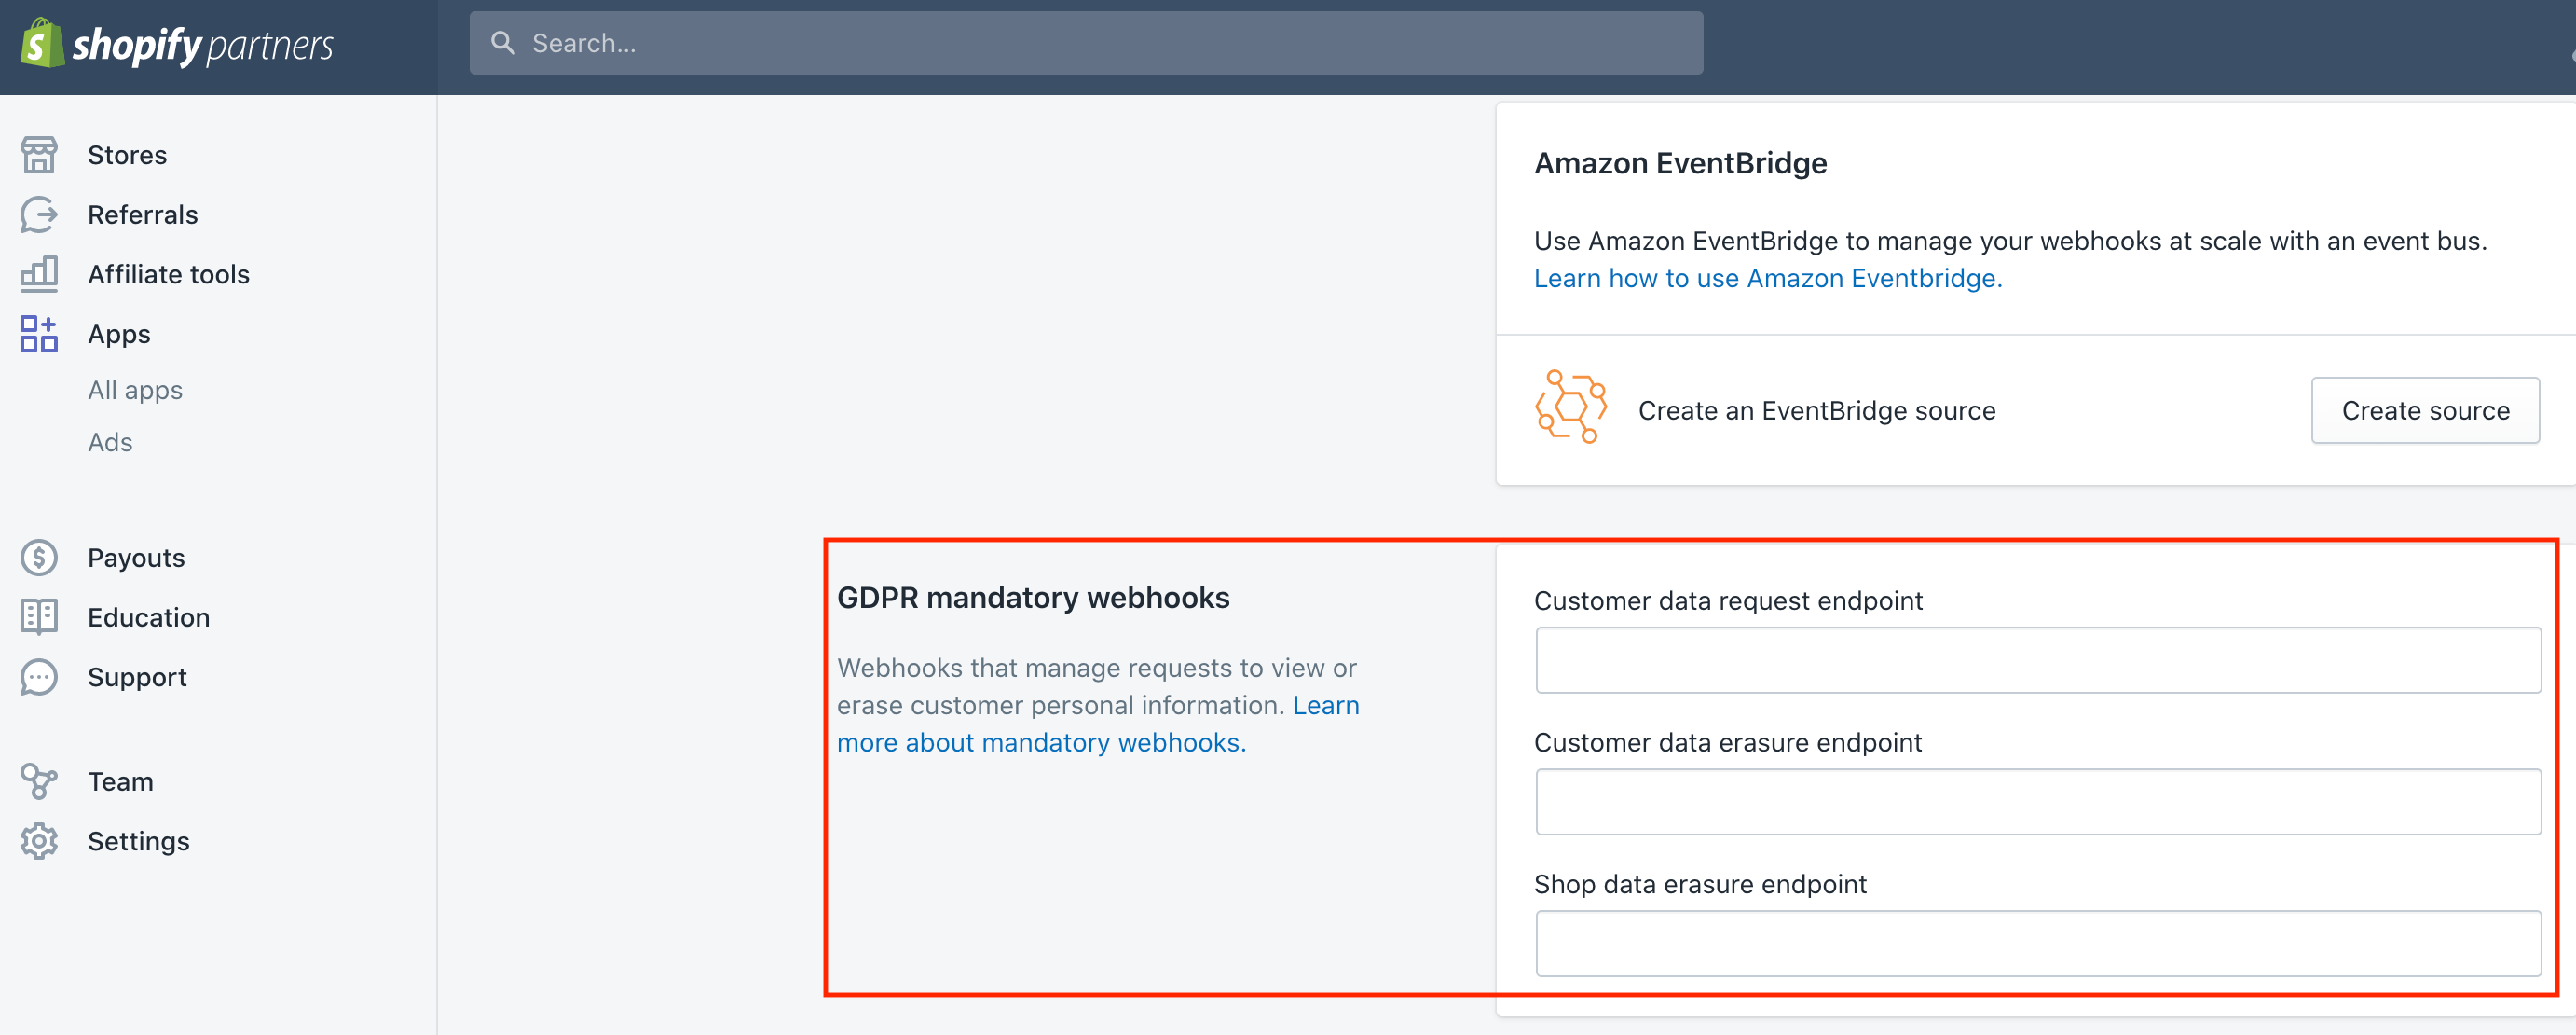 shopify partners
Search...
Stores
Referrals
Affiliate tools
Apps
All apps
Ads
Payouts
Education
Support
Team
Settings
Amazon EventBridge
Use Amazon EventBridge to manage your webhooks at scale with an event bus.
Learn how to use Amazon Eventbridge.
Create an EventBridge source
Create source
GDPR mandatory webhooks
Webhooks that manage requests to view or
erase customer personal information. Learn
more about mandatory webhooks.
Customer data request endpoint
Customer data erasure endpoint
Shop data erasure endpoint